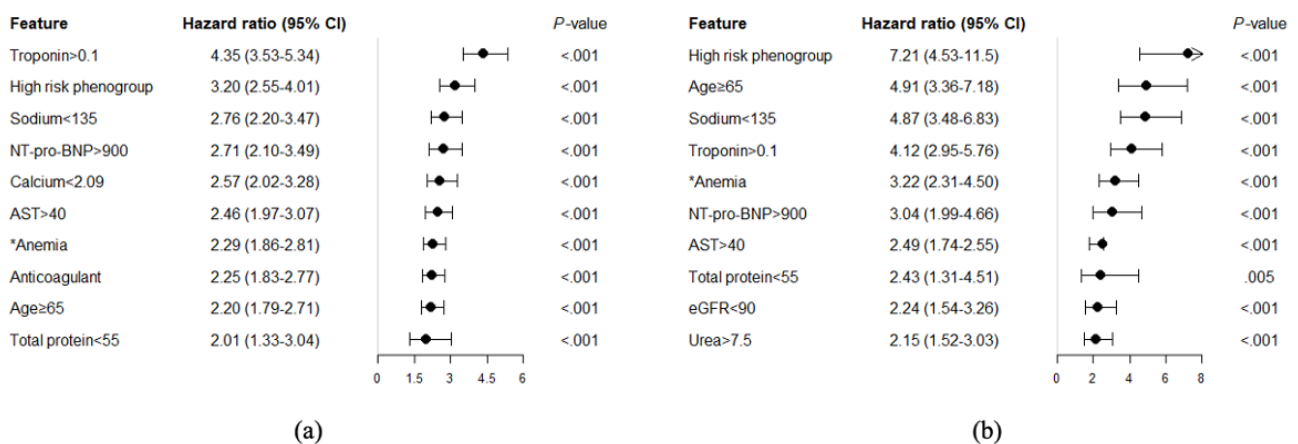 Feature Hazard ratio (95% CI) P-value
Troponin>0.1 4.35 (3.53-5.34) <.001
High risk phenogroup 3.20 (2.55-4.01) <.001
Sodium<135 2.76 (2.20-3.47) <.001
NT-pro-BNP>900 2.71 (2.10-3.49) <.001
Calcium<2.09 2.57 (2.02-3.28) <.001
AST>40 2.46 (1.97-3.07) <.001
*Anemia 2.29 (1.86-2.81) <.001
Anticoagulant 2.25 (1.83-2.77) <.001
Age≥65 2.20 (1.79-2.71) <.001
Total protein<55 2.01 (1.33-3.04) <.001
0 1.5 3 4.5 6
(a)
Feature Hazard ratio (95% CI) P-value
High risk phenogroup 7.21 (4.53-11.5) <.001
Age≥65 4.91 (3.36-7.18) <.001
Sodium<135 4.87 (3.48-6.83) <.001
Troponin>0.1 4.12 (2.95-5.76) <.001
*Anemia 3.22 (2.31-4.50) <.001
NT-pro-BNP>900 3.04 (1.99-4.66) <.001
AST>40 2.49 (1.74-2.55) <.001
Total protein<55 2.43 (1.31-4.51) .005
eGFR<90 2.24 (1.54-3.26) <.001
Urea>7.5 2.15 (1.52-3.03) <.001
0 2 4 6 8
(b)